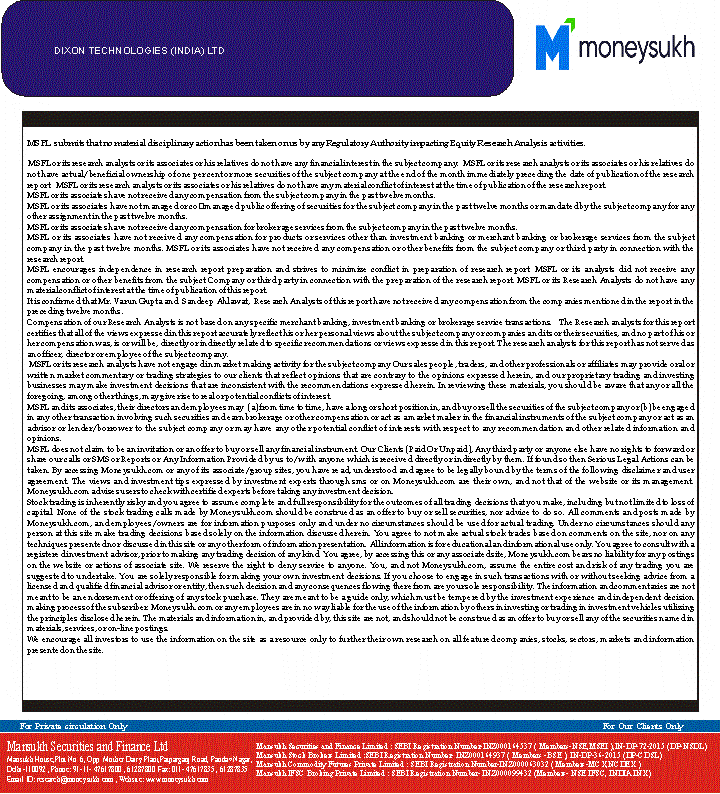 DIXON TECHNOLOGIES (INDIA) LTD
moneysukh
MSFL submits that no material disciplinary action has been taken on us by any Regulatory Authority impacting Equity Research Analysis activities.
MSFL or its research analysts or its associates or his relatives do not have any financial interest in the subject company. MSFL or its research analysts or its associates or his relatives do
not have actual/ beneficial ownership of one per cent or more securities of the subject company at the end of the month immediately preceding the date of publication of the research
report. MSFL or its research analysts or its associates or his relatives do not have any material conflict of interest at the time of publication of the research report.
MSFL or its associates have not received any compensation from the subject company in the past twelve months.
MSFL or its associates have not managed or co managed public offering of securities for the subject company in the past twelve months or mandated by the subject company for any
other assignment in the past twelve months.
MSFL or its associates have not received any compensation for brokerage services from the subject company in the past twelve months.
MSFL or its associates have not received any compensation for products or services other than investment banking or merchant banking or brokerage services from the subject
company in the past twelve months. MSFL or its associates have not received any compensation or other benefits from the subject company or third party in connection with the
research report.
MSFL encourages independence in research report preparation and strives to minimize conflict in preparation of research report MSFL or its analysts did not receive any
compensation or other benefits from the subject Company or third party in connection with the preparation of the research report. MSFL or its Research Analysts do not have any
material conflict of interest at the time of publication of this report.
It is confirmed that Mr. Varun Gupta and Sandeep Ahlawat, Research Analysts of this report have not received any compensation from the companies mentioned in the report in the
preceding twelve months.
Compensation of our Research Analysts is not based on any specific merchant banking, investment banking or brokerage service transactions. The Research analysts for this report
certifies that all of the views expressed in this report accurately reflect his or her personal views about the subject company or companies and its or their securities, and no part of his or
her compensation was, is or will be, directly or indirectly related to specific recommendations or views expressed in this report. The research analysts for this report has not served as
an officer, director or employee of the subject company.
MSFL or its research analysts have not engaged in market making activity for the subject company Our sales people, traders, and other professionals or affiliates may provide oral or
written market commentary or trading strategies to our clients that reflect opinions that are contrary to the opinions expressed herein, and our proprietary trading and investing
businesses may make investment decisions that are inconsistent with the recommendations expressed herein. In reviewing these materials, you should be aware that any or all the
foregoing, among other things, may give rise to real or potential conflicts of interest.
MSFL and its associates, their directors and employees may (a) from time to time, have a long or short position in, and buy or sell the securities of the subject company or (b) be engaged
in any other transaction involving such securities and earn brokerage or other compensation or act as a market maker in the financial instruments of the subject company or act as an
advisor or lender/borrower to the subject company or may have any other potential conflict of interests with respect to any recommendation and other related information and
opinions.
MSFL does not claim to be an invitation or an offer to buy or sell any financial instrument. Our Clients (Paid Or Unpaid), Any third party or anyone else have no rights to forward or
share our calls or SMS or Reports or Any Information Provided by us to/with anyone which is received directly or indirectly by them. If found so then Serious Legal Actions can be
taken. By accessing Moneysukh.com or any of its associate/group sites, you have read, understood and agree to be legally bound by the terms of the following disclaimer and user
agreement. The views and investment tips expressed by investment experts through sms or on Moneysukh.com are their own, and not that of the website or its management.
Moneysukh.com advises users to check with certified experts before taking any investment decision.
Stock trading is inherently risky and you agree to assume complete and full responsibility for the outcomes of all trading decisions that you make, including but not limited to loss of
capital. None of the stock trading calls made by Moneysukh.com should be construed as an offer to buy or sell securities, nor advice to do so. All comments and posts made by
Moneysukh.com, and employees/owners are for information purposes only and under no circumstances should be used for actual trading. Under no circumstances should any
person at this site make trading decisions based solely on the information discussed herein. You agree to not make actual stock trades based on comments on the site, nor on any
techniques presented nor discussed in this site or any other form of information presentation. All information is for educational and informational use only. You agree to consult with a
registered investment advisor, prior to making any trading decision of any kind. You agree, by accessing this or any associated site, Moneysukh.com bears no liability for any postings
on the website or actions of associate site. We reserve the right to deny service to anyone. You, and not Moneysukh.com, assume the entire cost and risk of any trading you are
suggested to undertake. You are solely responsible for making your own investment decisions. If you choose to engage in such transactions with or without seeking advice from a
licensed and qualified financial advisor or entity, then such decision and any consequences flowing there from are your sole responsibility. The information and commentaries are not
meant to be an endorsement or offering of any stock purchase. They are meant to be a guide only, which must be tempered by the investment experience and independent decision
making process of the subscriber. Moneysukh.com or any employees are in no way liable for the use of the information by others in investing or trading in investment vehicles utilizing
the principles disclosed herein. The materials and information in, and provided by, this site are not, and should not be construed as an offer to buy or sell any of the securities named in
materials, services, or on-line postings.
We encourage all investors to use the information on the site as a resource only to further their own research on all featured companies, stocks, sectors, markets and information
presented on the site.
For Private circulation Only
For Our Clients Only
Mansukh Securities and Finance Ltd
Mansukh House, Plot No. 6, Opp. Mother Dairy Plant, Patparganj Road, Pandav Nagar,
Delhi-110092, Phone: 91-11- 47617800, 61287800 Fax: 011- 47617835, 61287835
Email ID: research@moneysukh.com , Website: www.moneysukh.com
Mansukh Securities and Finance Limited : SEBI Registration Number-INZ000164537 ( Members- NSE, MSEI ), IN-DP-72-2015 (DP-NSDL)
Mansukh Stock Brokers Limited : SEBI Registration Number-INZ000164937 ( Members - BSE ), IN-DP-36-2015 (DP-CDSL)
Mansukh Commodity Futures Private Limited : SEBI Registration Number-INZ000043032 ( Members -MCX NCDEX )
Mansukh IFSC Broking Private Limited : SEBI Registration Number-INZ000099432 (Members - NSE IFSC, INDIA INX)